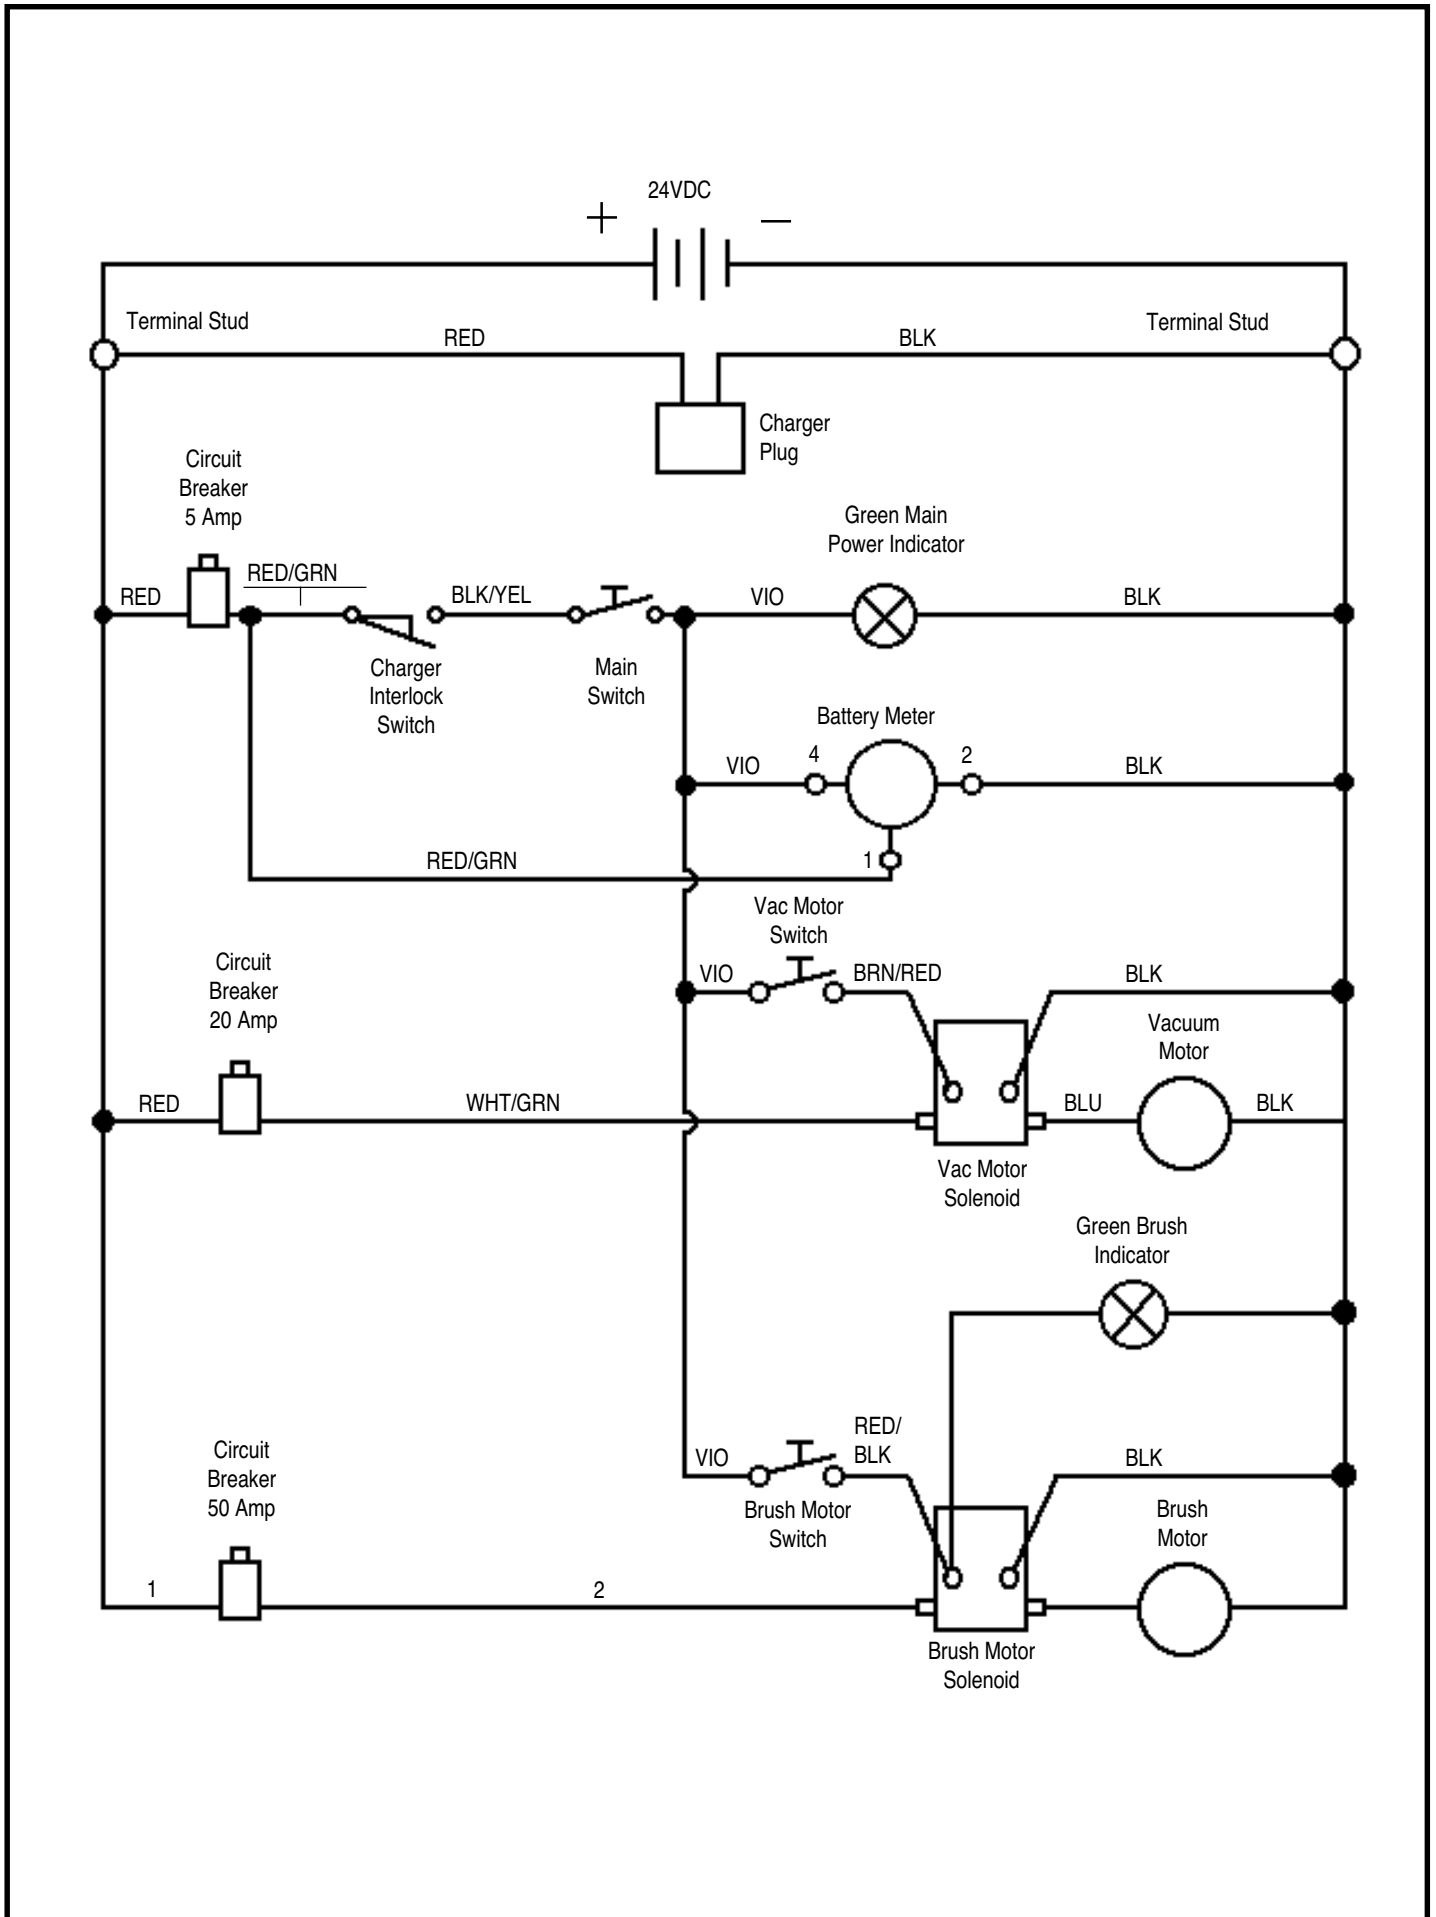 24VDC
+
—
Terminal Stud
Terminal Stud
RED
BLK
Charger
Plug
Circuit
Breaker
5 Amp
Green Main
Power Indicator
RED
RED/GRN
BLK/YEL
VIO
BLK
Charger
Interlock
Switch
Main
Switch
Battery Meter
VIO
4
2
BLK
1
RED/GRN
Vac Motor
Switch
Circuit
Breaker
20 Amp
VIO
BRN/RED
BLK
Vacuum
Motor
RED
WHT/GRN
BLU
BLK
Vac Motor
Solenoid
Green Brush
Indicator
Circuit
Breaker
50 Amp
VIO
RED/
BLK
BLK
Brush Motor
Switch
Brush
Motor
1
2
Brush Motor
Solenoid